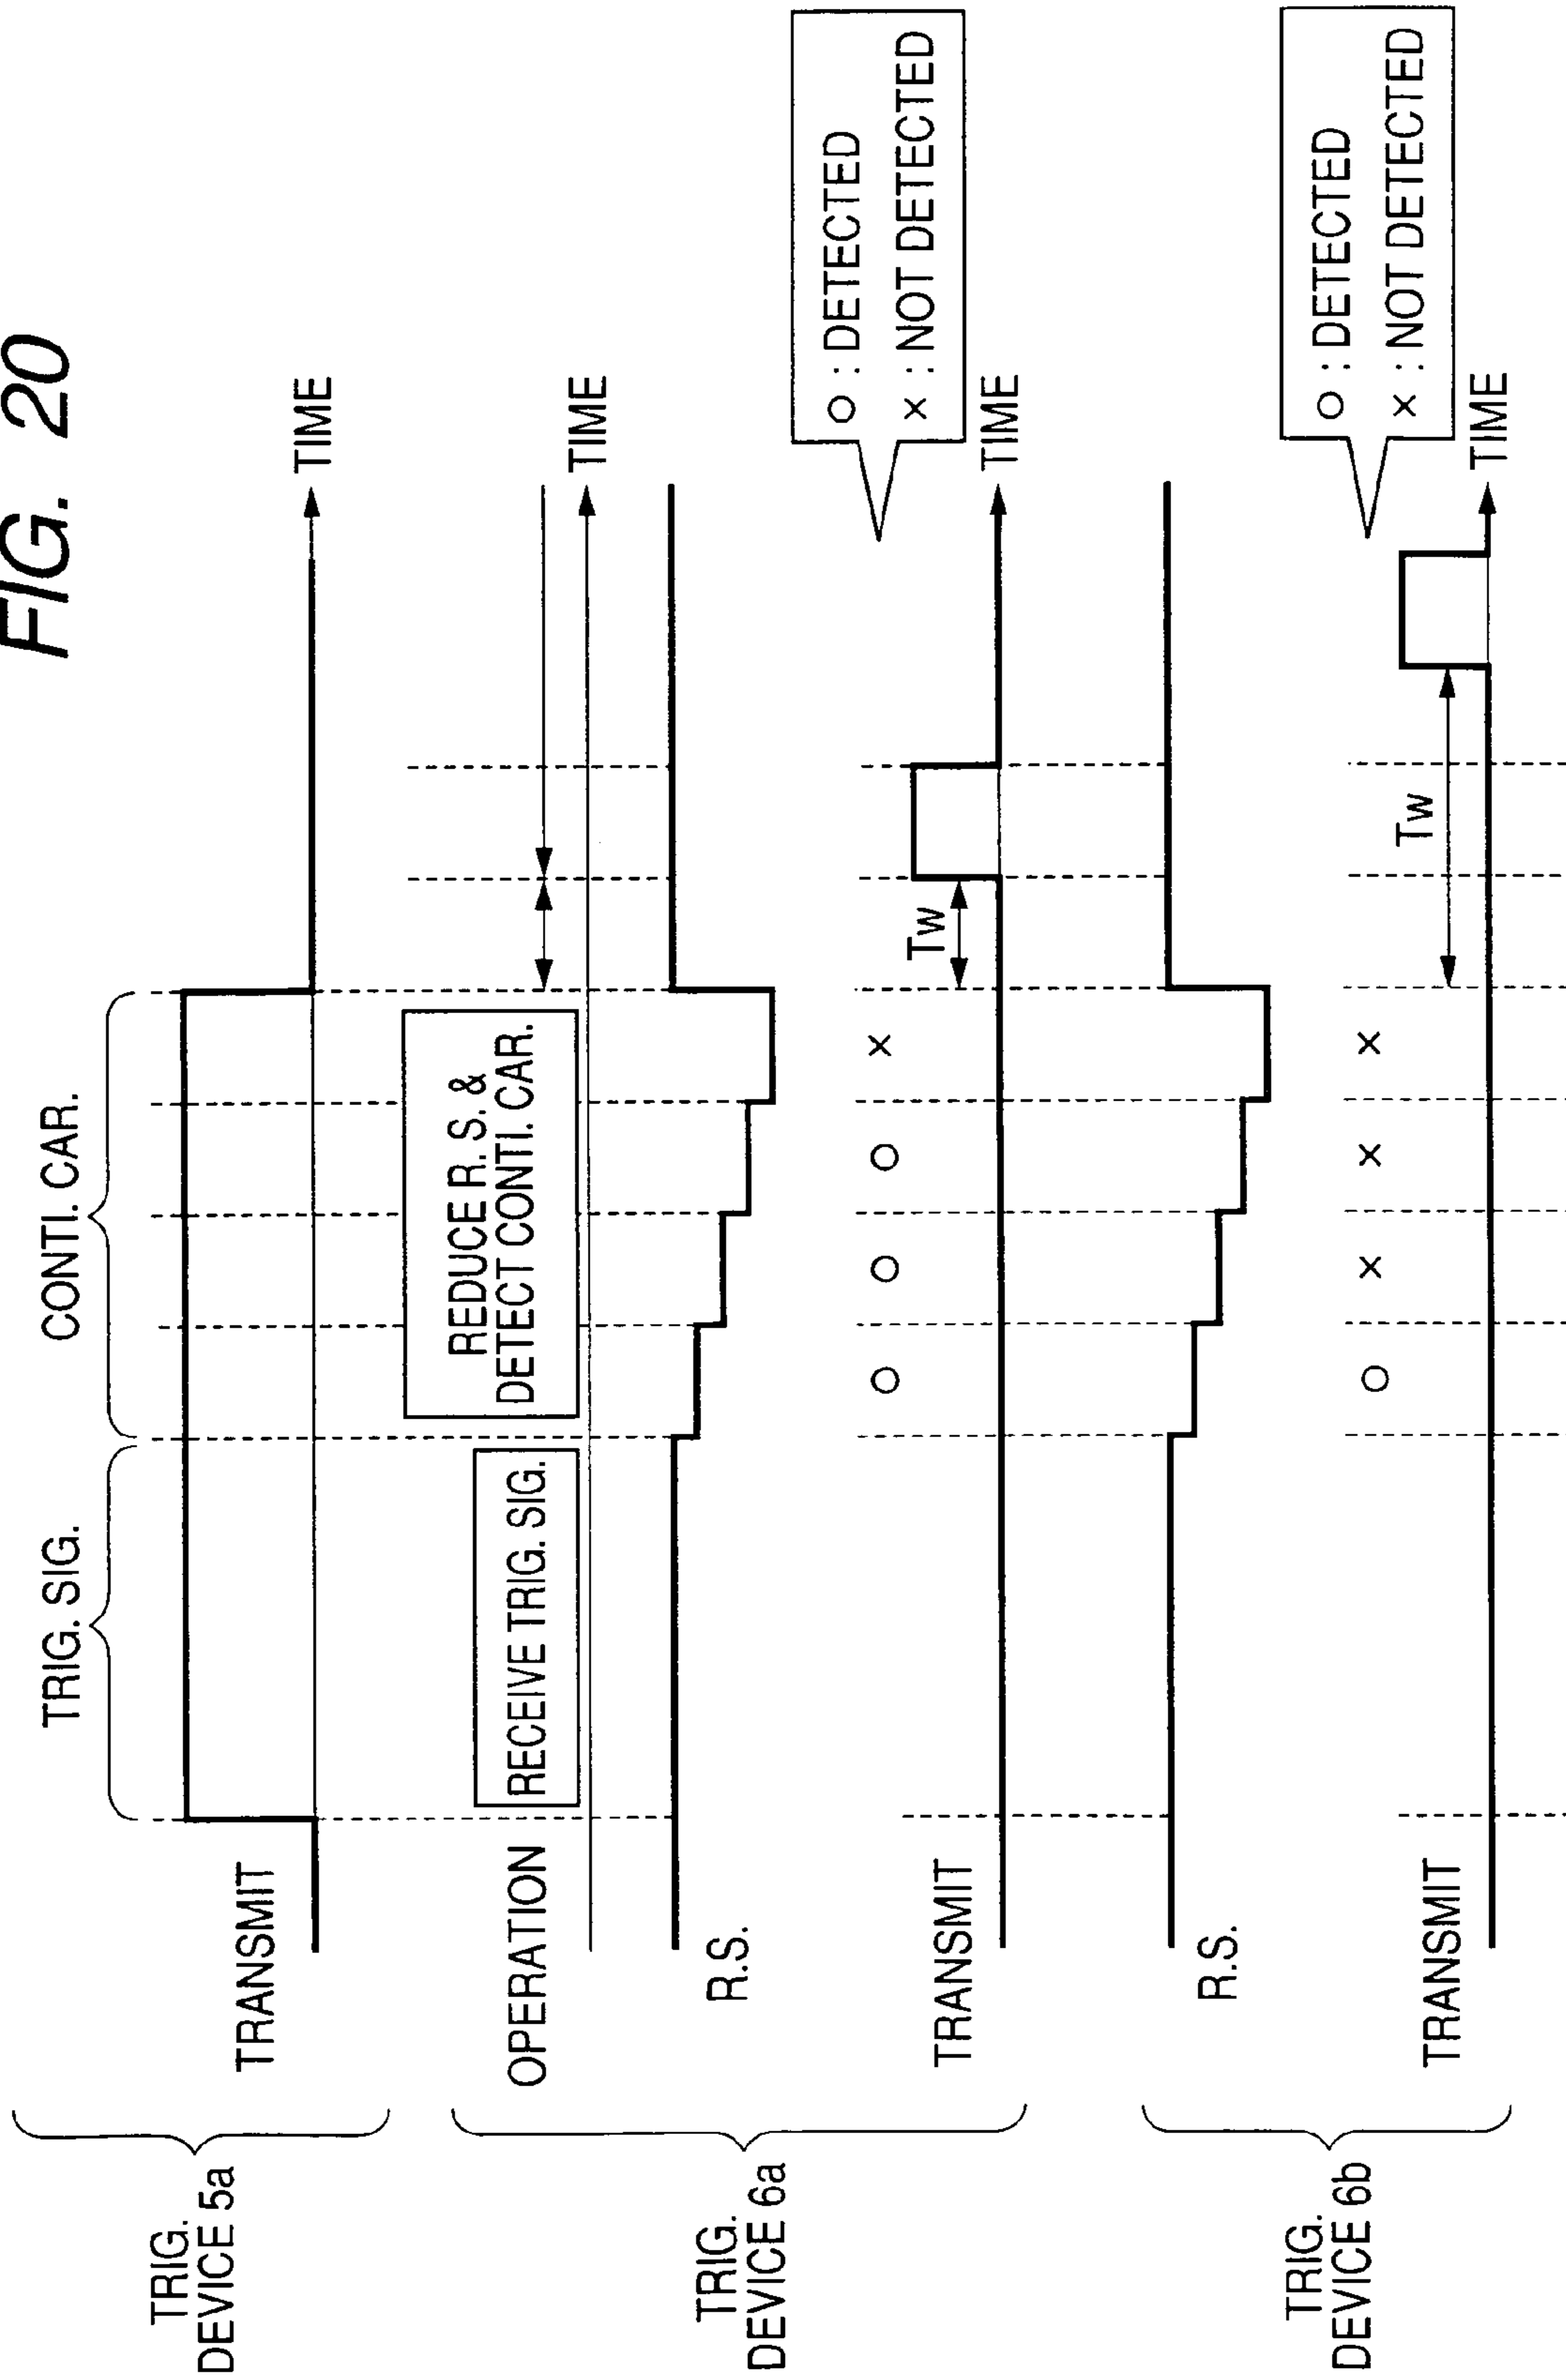 FIG. 20
TRIG. SIG.
CONTI. CAR.
TRIG.
DEVICE 5a
TRANSMIT
TIME
TRIG.
DEVICE 6a
OPERATION
RECEIVE TRIG. SIG.
REDUCE R. S. &
DETECT CONTI. CAR.
TIME
R.S.
○ ○ ○ ×
○ : DETECTED
× : NOT DETECTED
TRANSMIT
Tw
TIME
TRIG.
DEVICE 6b
R.S.
○ × × ×
○ : DETECTED
× : NOT DETECTED
TRANSMIT
Tw
TIME